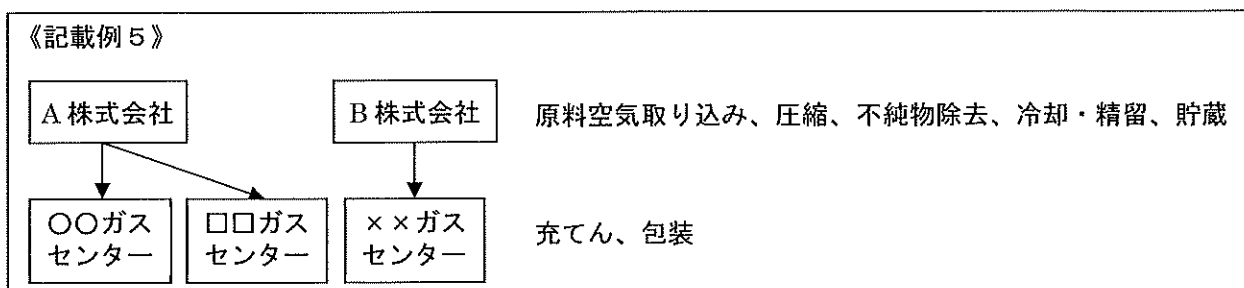 《記載例5》
A株式会社
B株式会社
原料空気取り込み、圧縮、不純物除去、冷却・精留、貯蔵
〇〇ガス
センター
□□ガス
センター
××ガス
センター
充てん、包装